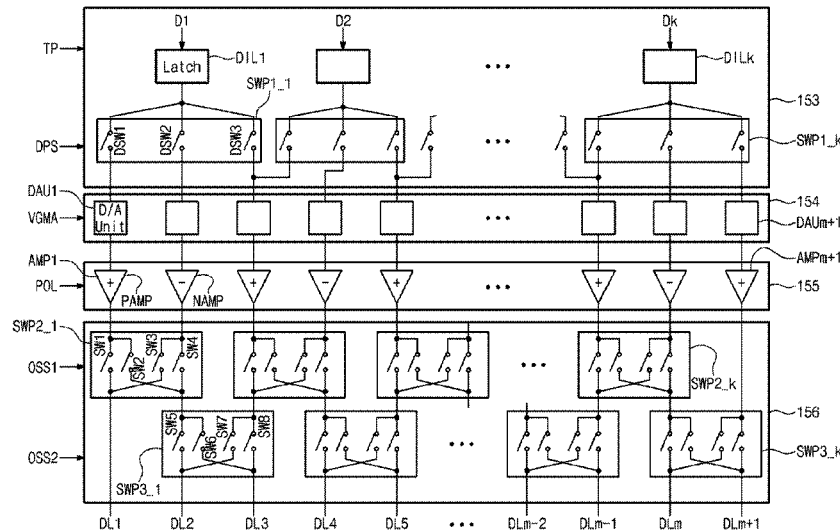 D1 D2 Dk
TP Latch DIL1 ... DILk
SWP1_1 153
DPS DSW1 DSW2 DSW3 ... SWP1_k
DAU1 154
VGMA D/A Unit ... DAUm+1
AMP1 AMPm+1
POL + - + - + ... + - +
PAMP NAMP 155
SWP2_1
OSS1 SW1 SW2 SW3 SW4 ... SWP2_k
156
OSS2 SW5 SW6 SW7 SW8 ... SWP3_k
SWP3_1
DL1 DL2 DL3 DL4 DL5 ... DLm-2 DLm-1 DLm DLm+1